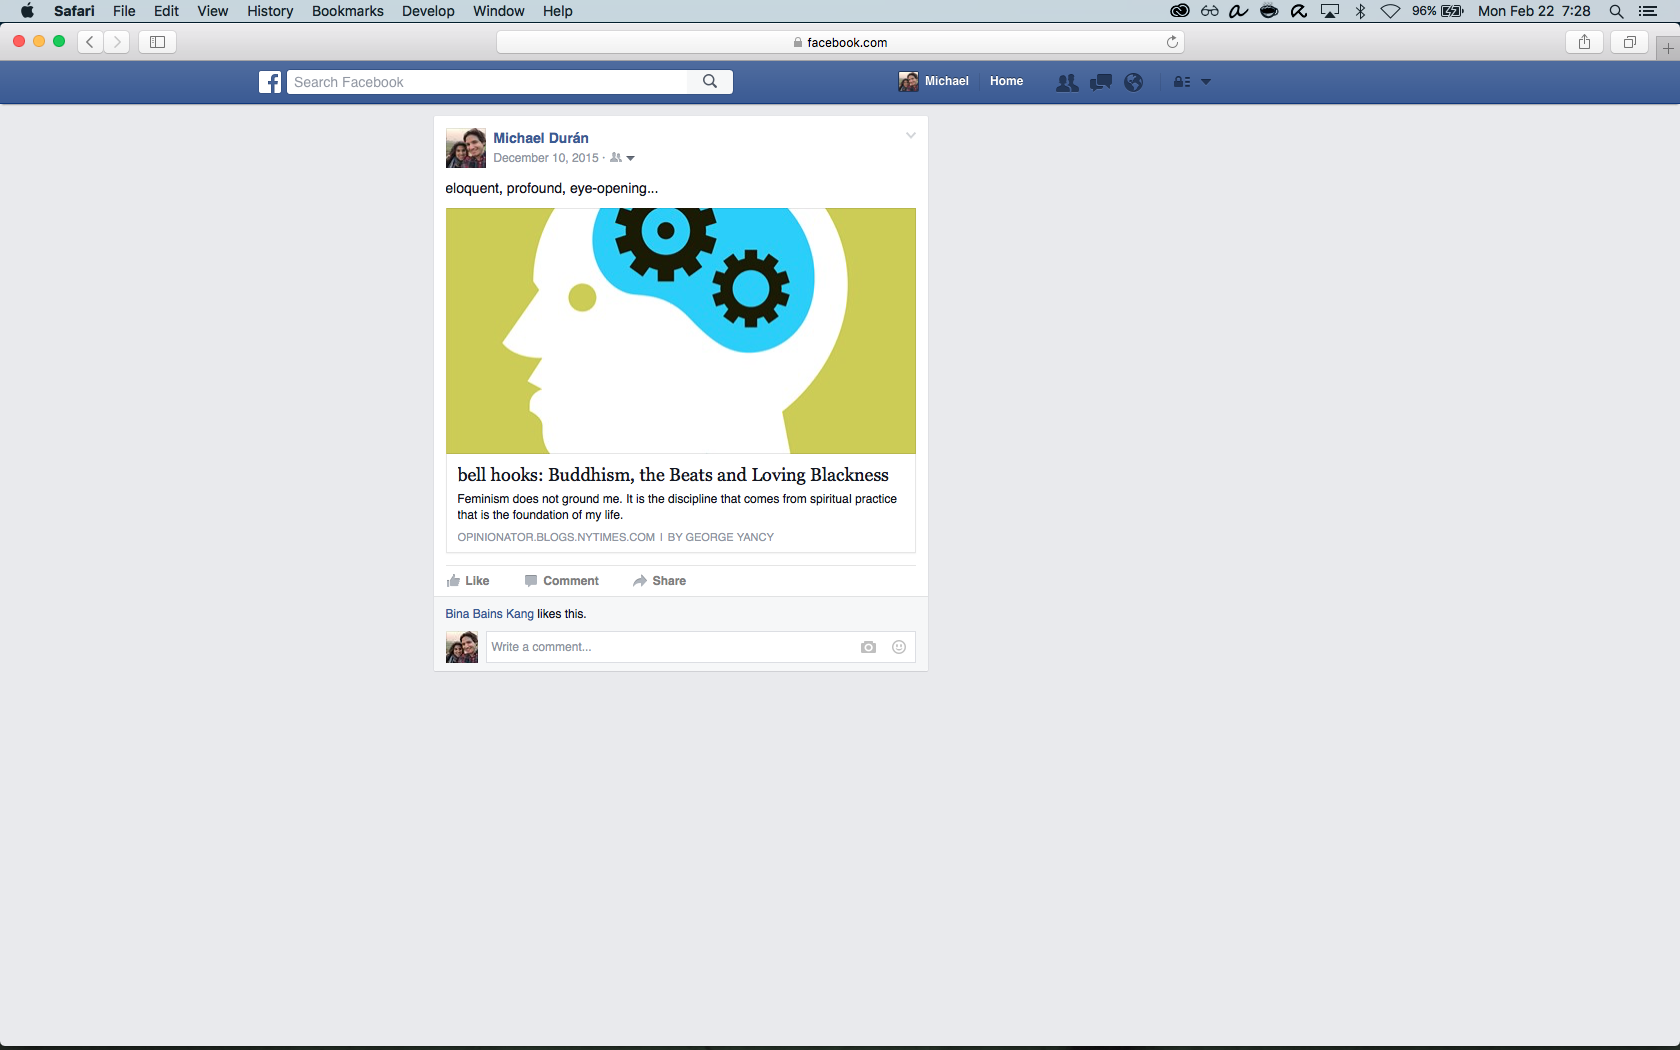 Safari File Edit View History Bookmarks Develop Window Help 96% Mon Feb 22 7:28
facebook.com
Search Facebook Michael Home
Michael Durán
December 10, 2015 ·
eloquent, profound, eye-opening...
bell hooks: Buddhism, the Beats and Loving Blackness
Feminism does not ground me. It is the discipline that comes from spiritual practice
that is the foundation of my life.
OPINIONATOR.BLOGS.NYTIMES.COM | BY GEORGE YANCY
Like Comment Share
Bina Bains Kang likes this.
Write a comment...